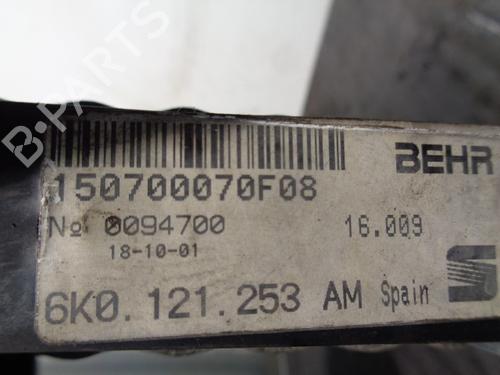 B-PARTS
BEHR
150700070F08
No 0094700 16.009
18-10-01
6K0.121.253 AM Spain